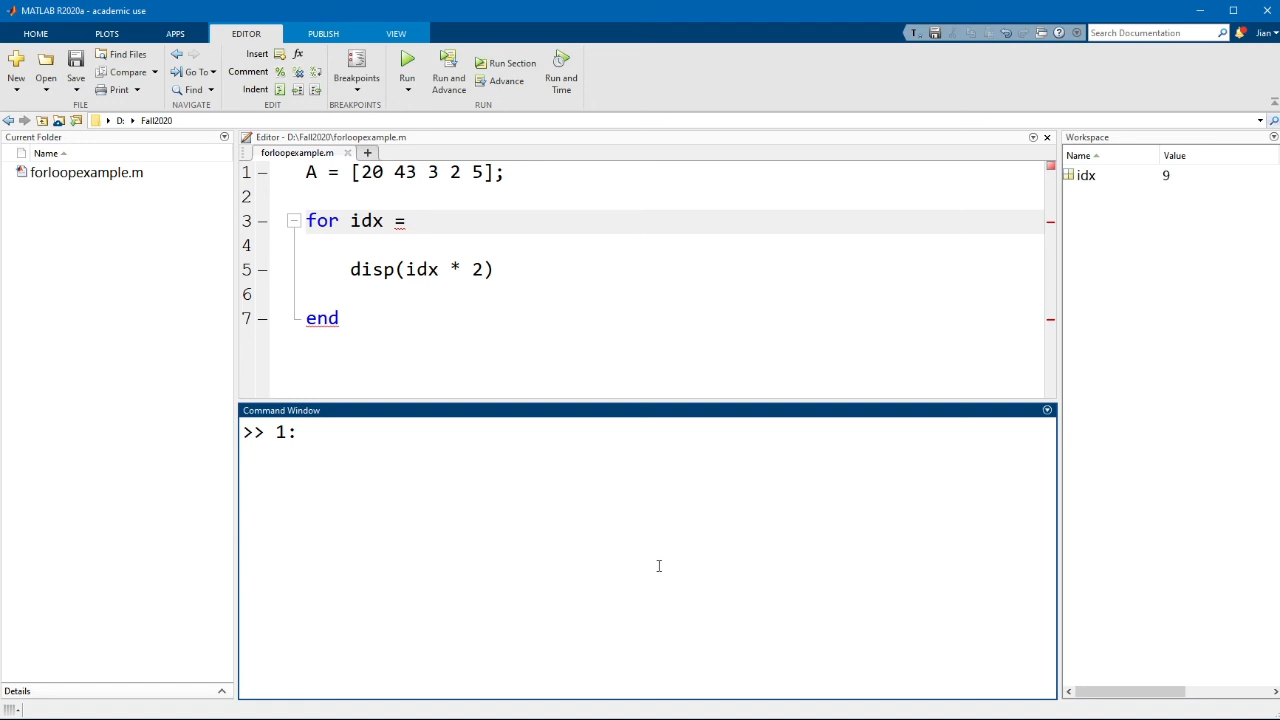 MATLAB R2020a - academic use
HOME PLOTS APPS EDITOR PUBLISH VIEW
Search Documentation
Jian
New Open Save Find Files Compare Print
Go To Find
Insert fx Comment Indent
Breakpoints
Run Run and Advance Run Section Advance Run and Time
FILE NAVIGATE EDIT BREAKPOINTS RUN
D: Fall2020
Current Folder
Name
forloopexample.m
Details
Editor - D:\Fall2020\forloopexample.m
forloopexample.m +
1 A = [20 43 3 2 5];
2
3 for idx =
4
5 disp(idx * 2)
6
7 end
Command Window
>> 1:
Workspace
Name Value
idx 9